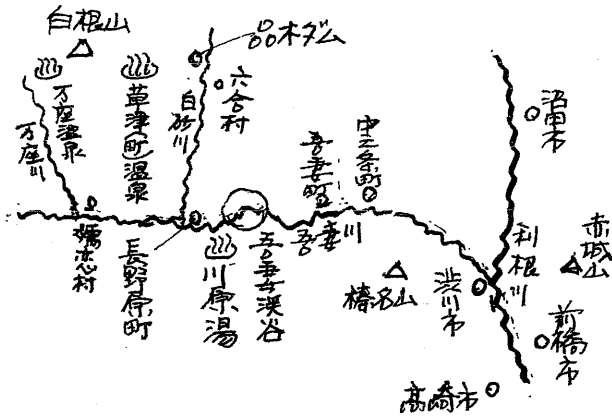 白根山
品木ダム
万座温泉
万座川
草津(町)温泉
白砂川
六合村
沼田市
中之条町
吾妻町
吾妻川
嬬恋村
長野原町
川原湯
吾妻渓谷
利根川
赤城山
榛名山
渋川市
前橋市
高崎市